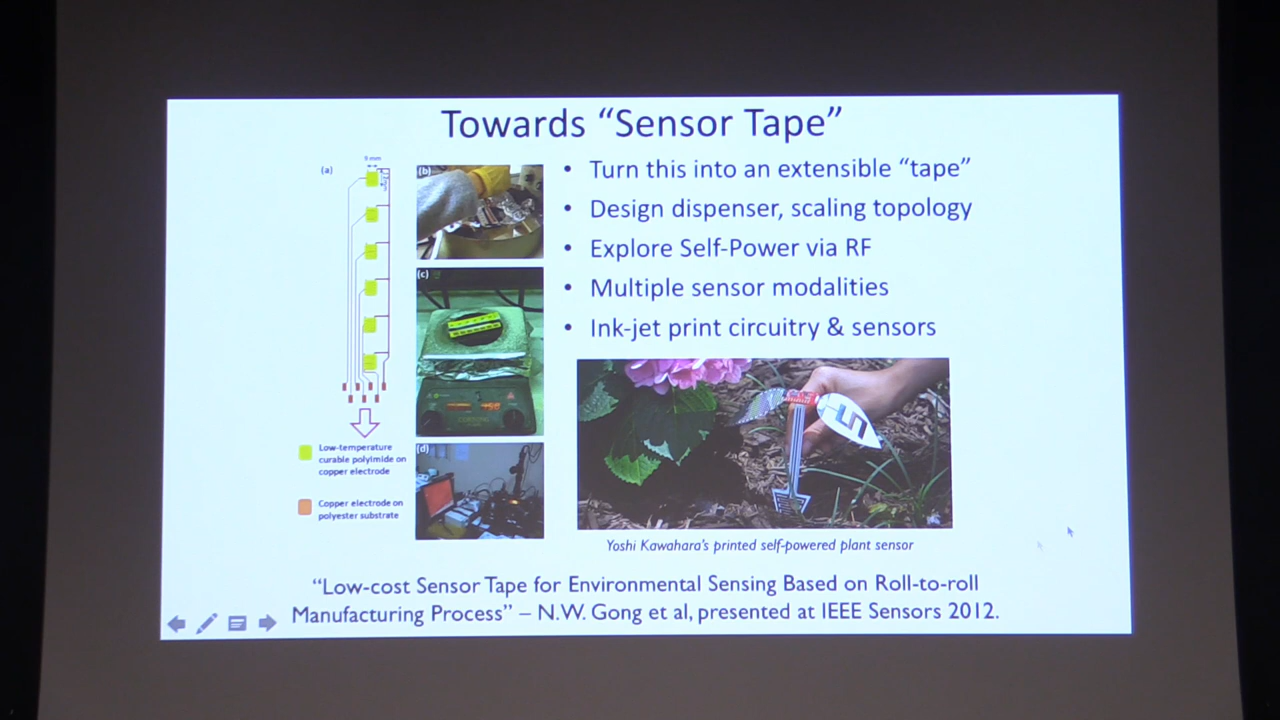 Towards “Sensor Tape”
• Turn this into an extensible “tape”
• Design dispenser, scaling topology
• Explore Self-Power via RF
• Multiple sensor modalities
• Ink-jet print circuitry & sensors
(a)
9 mm
(b)
(c)
(d)
Low-temperature
curable polyimide on
copper electrode
Copper electrode on
polyester substrate
Yoshi Kawahara’s printed self-powered plant sensor
“Low-cost Sensor Tape for Environmental Sensing Based on Roll-to-roll
Manufacturing Process” – N.W. Gong et al, presented at IEEE Sensors 2012.